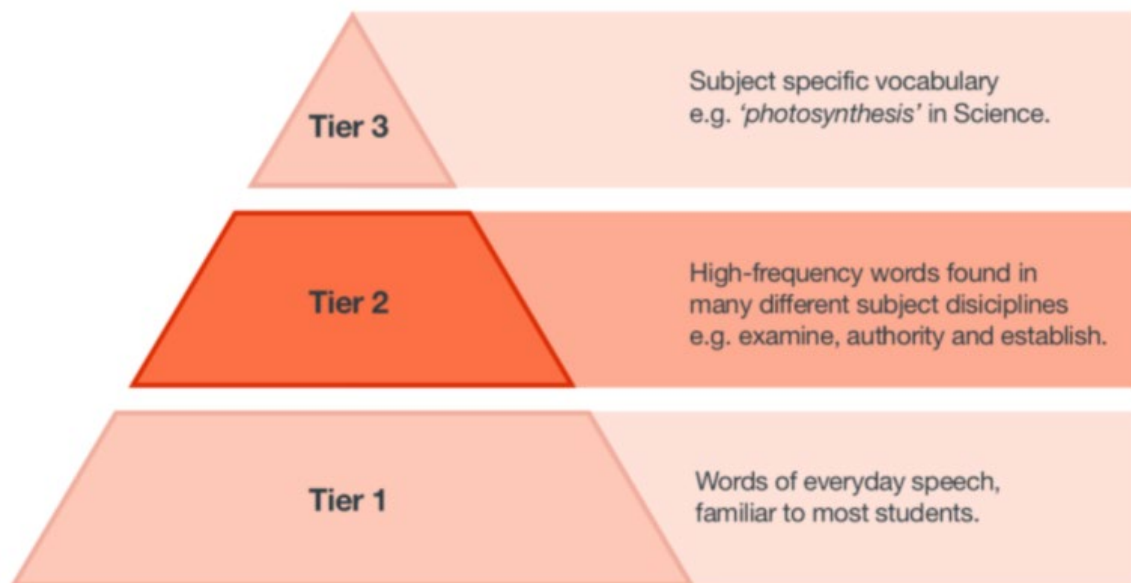 Tier 3
Subject specific vocabulary
e.g. ‘photosynthesis’ in Science.
Tier 2
High-frequency words found in
many different subject disiciplines
e.g. examine, authority and establish.
Tier 1
Words of everyday speech,
familiar to most students.